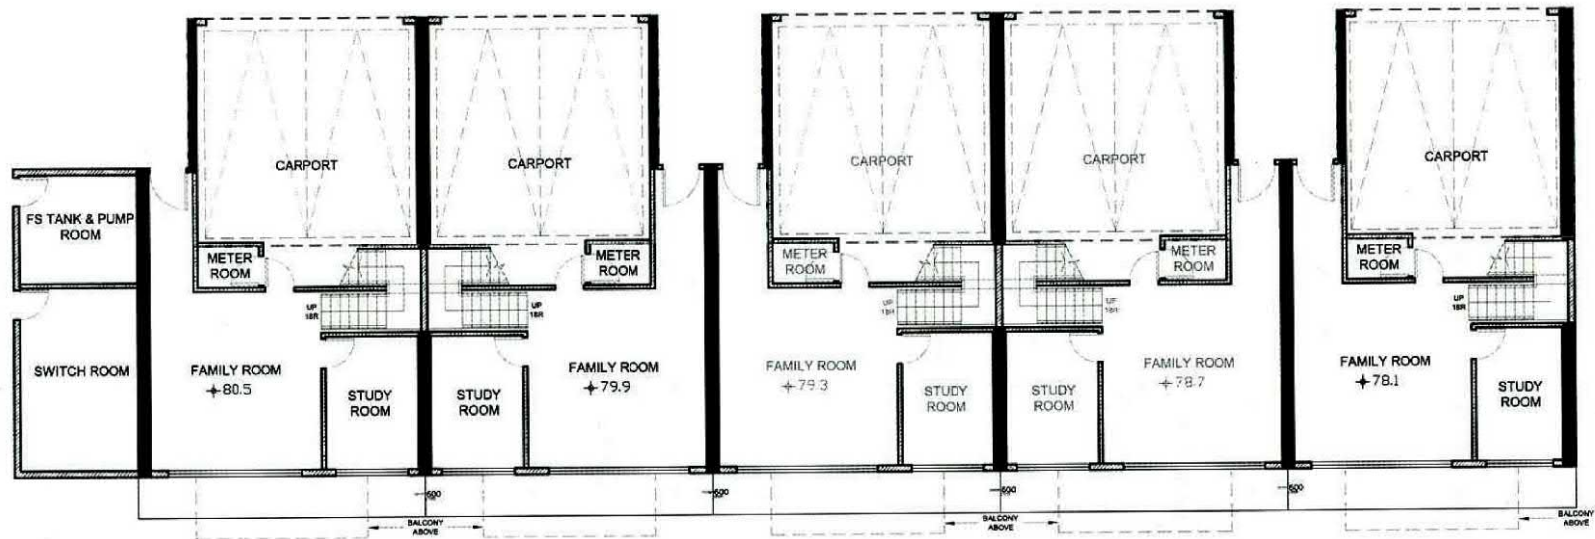 CARPORT
CARPORT
CARPORT
CARPORT
CARPORT
FS TANK & PUMP
ROOM
METER
ROOM
METER
ROOM
METER
ROOM
METER
ROOM
METER
ROOM
UP
18R
UP
18R
UP
18R
UP
18R
UP
18R
SWITCH ROOM
FAMILY ROOM
80.5
FAMILY ROOM
79.9
FAMILY ROOM
79.3
FAMILY ROOM
78.7
FAMILY ROOM
78.1
STUDY
ROOM
STUDY
ROOM
STUDY
ROOM
STUDY
ROOM
STUDY
ROOM
600
600
600
600
BALCONY
ABOVE
BALCONY
ABOVE
BALCONY
ABOVE